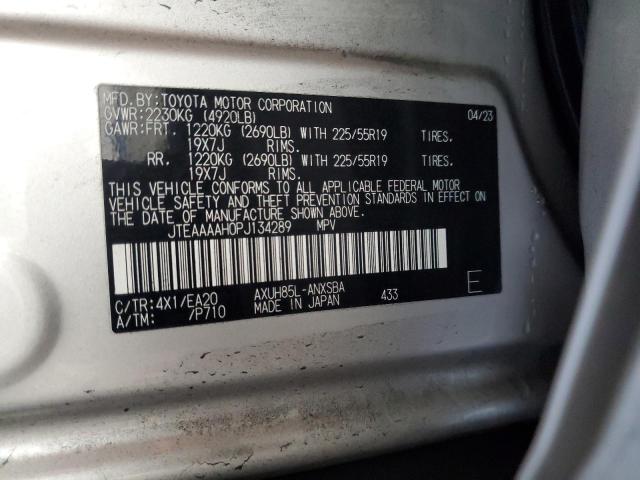 MFD.BY:TOYOTA MOTOR CORPORATION 04/23
GVWR:2230KG (4920LB)
GAWR:FRT. 1220KG (2690LB) WITH 225/55R19 TIRES.
19X7J RIMS.
RR. 1220KG (2690LB) WITH 225/55R19 TIRES.
19X7J RIMS.
THIS VEHICLE CONFORMS TO ALL APPLICABLE FEDERAL MOTOR
VEHICLE SAFETY AND THEFT PREVENTION STANDARDS IN EFFECT ON
THE DATE OF MANUFACTURE SHOWN ABOVE.
JTEAAAAH0PJ134289 MPV
C/TR:4X1/EA20 AXUH85L-ANXSBA 433 E
A/TM: /P710 MADE IN JAPAN